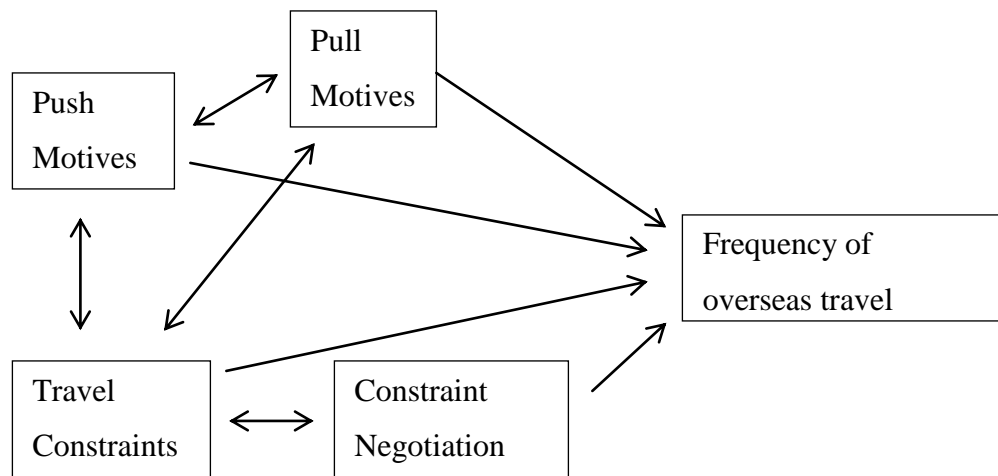 Pull
Motives
Push
Motives
Frequency of
overseas travel
Travel
Constraints
Constraint
Negotiation